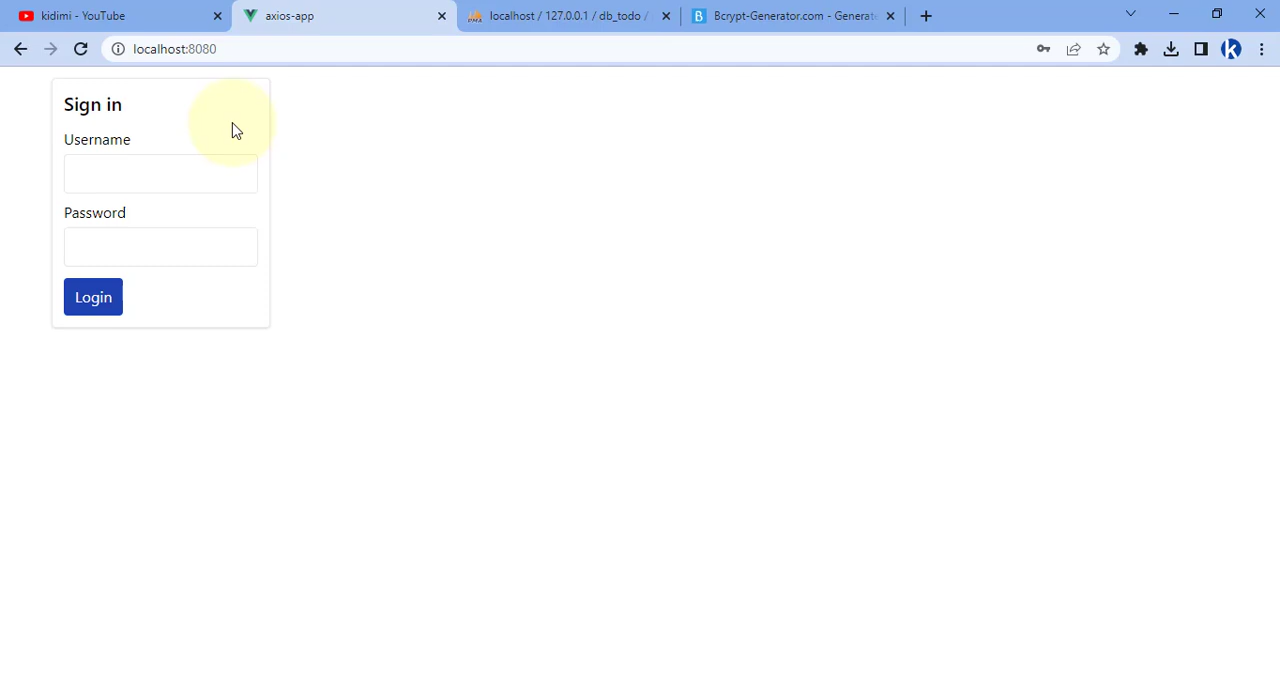 kidimi - YouTube
axios-app
localhost / 127.0.0.1 / db_todo /
Bcrypt-Generator.com - Generate
localhost:8080
Sign in
Username
Password
Login